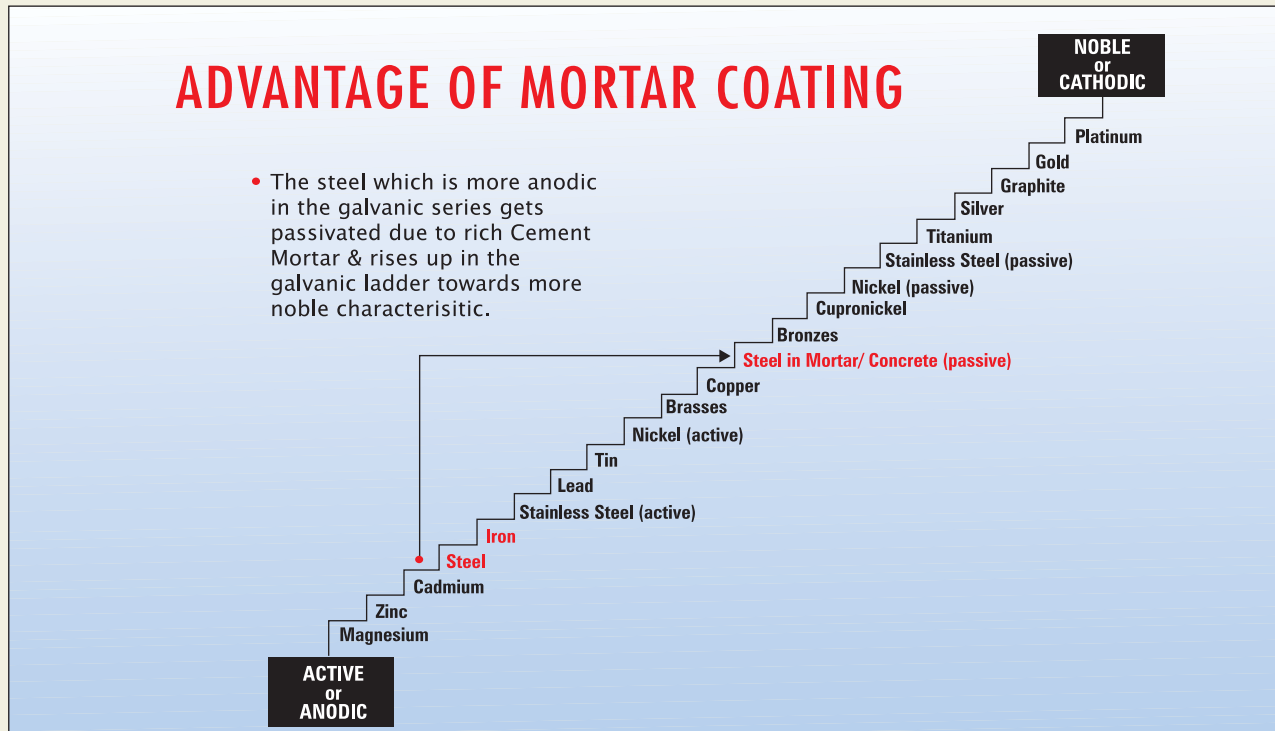 NOBLE
or
CATHODIC
ADVANTAGE OF MORTAR COATING
• The steel which is more anodic
in the galvanic series gets
passivated due to rich Cement
Mortar & rises up in the
galvanic ladder towards more
noble characterisitic.
Platinum
Gold
Graphite
Silver
Titanium
Stainless Steel (passive)
Nickel (passive)
Cupronickel
Bronzes
Steel in Mortar/ Concrete (passive)
Copper
Brasses
Nickel (active)
Tin
Lead
Stainless Steel (active)
Iron
Steel
Cadmium
Zinc
Magnesium
ACTIVE
or
ANODIC